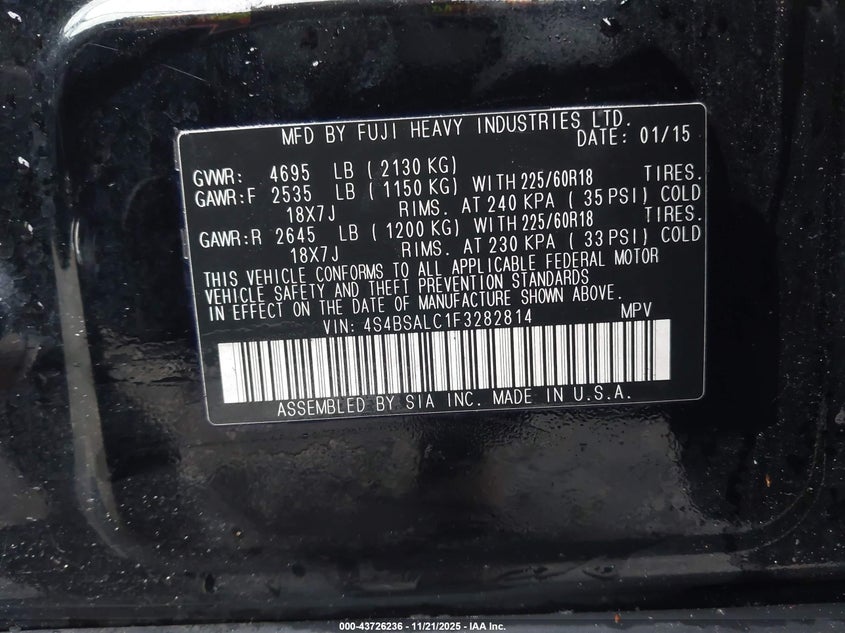 MFD BY FUJI HEAVY INDUSTRIES LTD.
DATE: 01/15
GVWR: 4695 LB ( 2130 KG)
GAWR:F 2535 LB ( 1150 KG) WITH 225/60R18 TIRES.
18X7J RIMS. AT 240 KPA ( 35 PSI) COLD
GAWR:R 2645 LB ( 1200 KG) WITH 225/60R18 TIRES.
18X7J RIMS. AT 230 KPA ( 33 PSI) COLD
THIS VEHICLE CONFORMS TO ALL APPLICABLE FEDERAL MOTOR
VEHICLE SAFETY AND THEFT PREVENTION STANDARDS
IN EFFECT ON THE DATE OF MANUFACTURE SHOWN ABOVE.
VIN: 4S4BSALC1F3282814 MPV
ASSEMBLED BY SIA INC. MADE IN U.S.A.
000-43726236 - 11/21/2025 - IAA Inc.